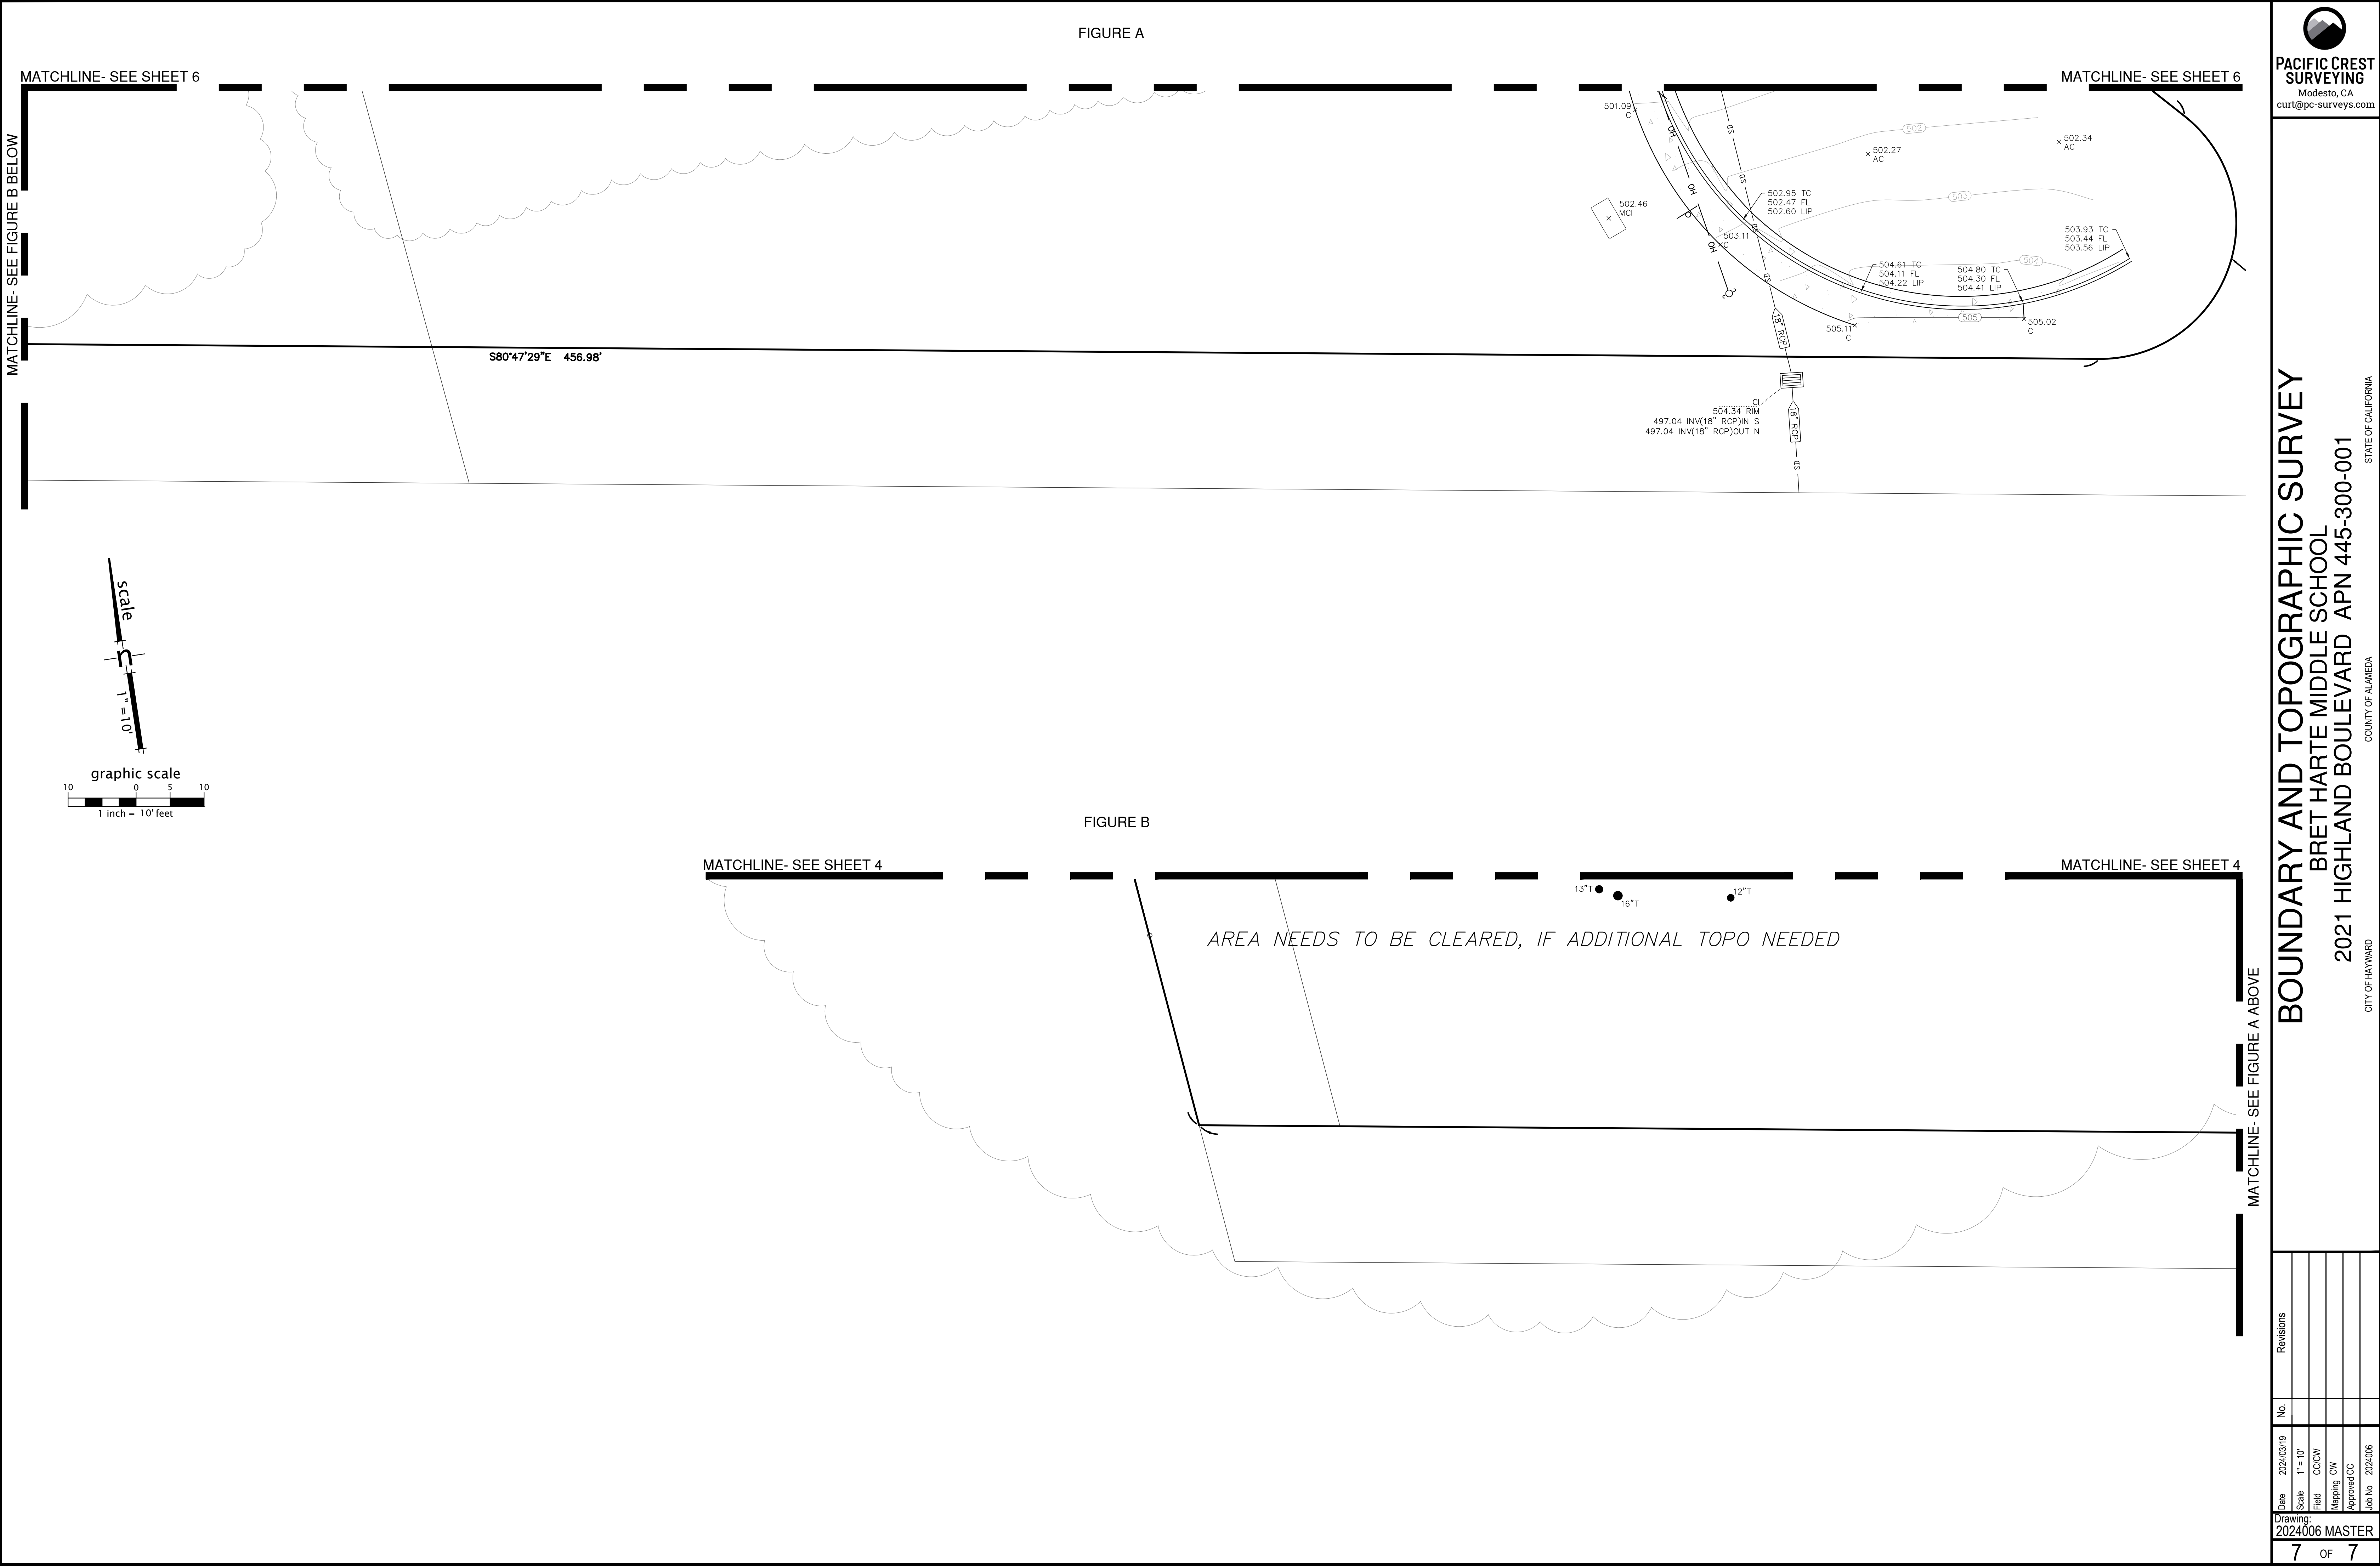 FIGURE A
MATCHLINE- SEE SHEET 6
MATCHLINE- SEE SHEET 6
MATCHLINE- SEE FIGURE B BELOW
501.09
C
OH
OH
OH
SD
SD
SD
SD
502
502.27
AC
502.34
AC
502.46
MCI
502.95 TC
502.47 FL
502.60 LIP
503
503.11
C
503.93 TC
503.44 FL
503.56 LIP
504
504.61 TC
504.11 FL
504.22 LIP
504.80 TC
504.30 FL
504.41 LIP
505
505.11
C
505.02
C
18" RCP
S80°47'29"E 456.98'
CI
504.34 RIM
497.04 INV(18" RCP)IN S
497.04 INV(18" RCP)OUT N
18" RCP
SD
scale
1" =10'
graphic scale
10 0 5 10
1 inch = 10' feet
FIGURE B
MATCHLINE- SEE SHEET 4
MATCHLINE- SEE SHEET 4
13"T
16"T
12"T
AREA NEEDS TO BE CLEARED, IF ADDITIONAL TOPO NEEDED
MATCHLINE- SEE FIGURE A ABOVE
PACIFIC CREST
SURVEYING
Modesto, CA
curt@pc-surveys.com
BOUNDARY AND TOPOGRAPHIC SURVEY
BRET HARTE MIDDLE SCHOOL
2021 HIGHLAND BOULEVARD APN 445-300-001
CITY OF HAYWARD COUNTY OF ALAMEDA STATE OF CALIFORNIA
No. Revisions
Date 2024/03/19
Scale 1" = 10'
Field CC/CW
Mapping CW
Approved CC
Job No 2024006
Drawing:
2024006 MASTER
7 OF 7